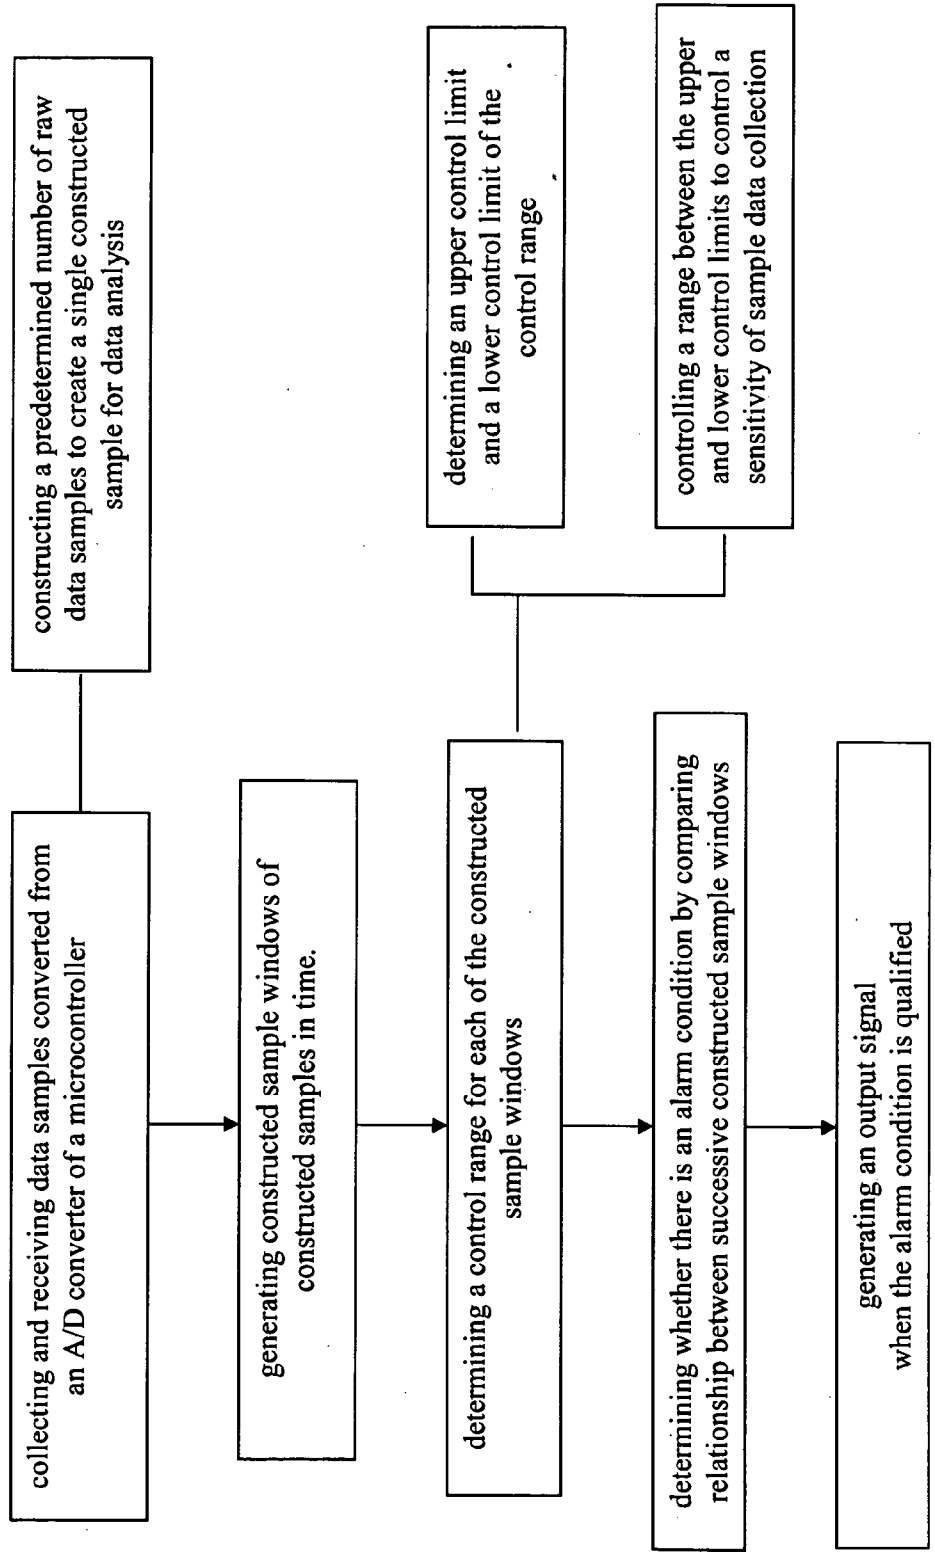 collecting and receiving data samples converted from
an A/D converter of a microcontroller
constructing a predetermined number of raw
data samples to create a single constructed
sample for data analysis
generating constructed sample windows of
constructed samples in time.
determining a control range for each of the constructed
sample windows
determining an upper control limit
and a lower control limit of the
control range
controlling a range between the upper
and lower control limits to control a
sensitivity of sample data collection
determining whether there is an alarm condition by comparing
relationship between successive constructed sample windows
generating an output signal
when the alarm condition is qualified